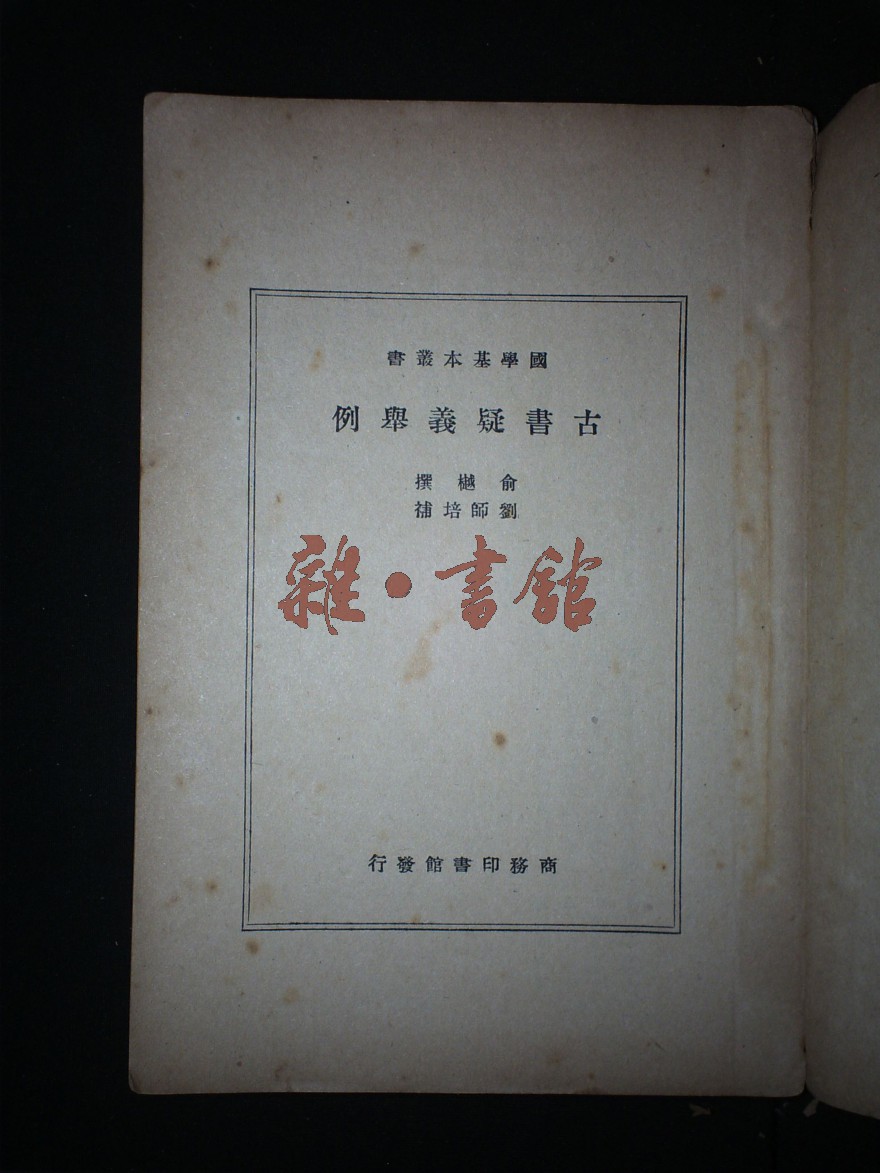 國學基本叢書
古書疑義舉例
俞樾撰
劉師培補
雜·書館
商務印書館發行